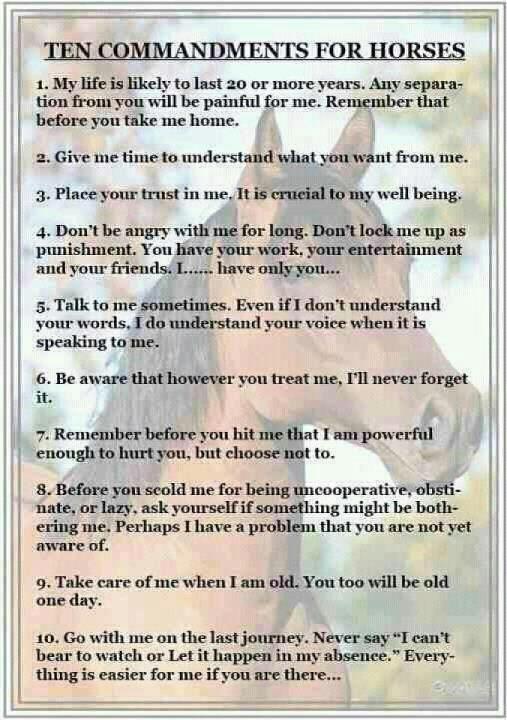 TEN COMMANDMENTS FOR HORSES
1. My life is likely to last 20 or more years. Any separa-
tion from you will be painful for me. Remember that
before you take me home.
2. Give me time to understand what you want from me.
3. Place your trust in me. It is crucial to my well being.
4. Don't be angry with me for long. Don't lock me up as
punishment. You have your work, your entertainment
and your friends. I...... have only you...
5. Talk to me sometimes. Even if I don't understand
your words, I do understand your voice when it is
speaking to me.
6. Be aware that however you treat me, I'll never forget
it.
7. Remember before you hit me that I am powerful
enough to hurt you, but choose not to.
8. Before you scold me for being uncooperative, obsti-
nate, or lazy, ask yourself if something might be both-
ering me. Perhaps I have a problem that you are not yet
aware of.
9. Take care of me when I am old. You too will be old
one day.
10. Go with me on the last journey. Never say “I can't
bear to watch or Let it happen in my absence.” Every-
thing is easier for me if you are there...